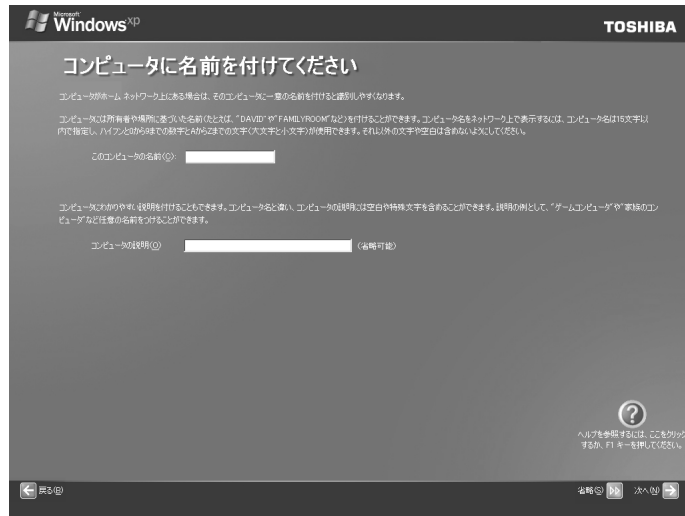 Microsoft
Windows xp
TOSHIBA
コンピュータに名前を付けてください
コンピュータがホーム ネットワーク上にある場合は、そのコンピュータに一意の名前を付けると識別しやすくなります。
コンピュータには所有者や場所に基づいた名前(たとえば、"DAVID" や "FAMILYROOM" など)を付けることができます。コンピュータ名をネットワーク上で表示するには、コンピュータ名は15文字以
内で指定し、ハイフンと0から9までの数字とAからZまでの文字(大文字と小文字)が使用できます。それ以外の文字や空白は含めないようにしてください。
このコンピュータの名前(C):
コンピュータにわかりやすい説明を付けることもできます。コンピュータ名と違い、コンピュータの説明には空白や特殊文字を含めることができます。説明の例として、"ゲームコンピュータ" や "家族のコン
ピュータ" など任意の名前をつけることができます。
コンピュータの説明(O)
(省略可能)
ヘルプを参照するには、ここをクリック
するか、F1 キーを押してください。
戻る(B)
省略(S)
次へ(N)